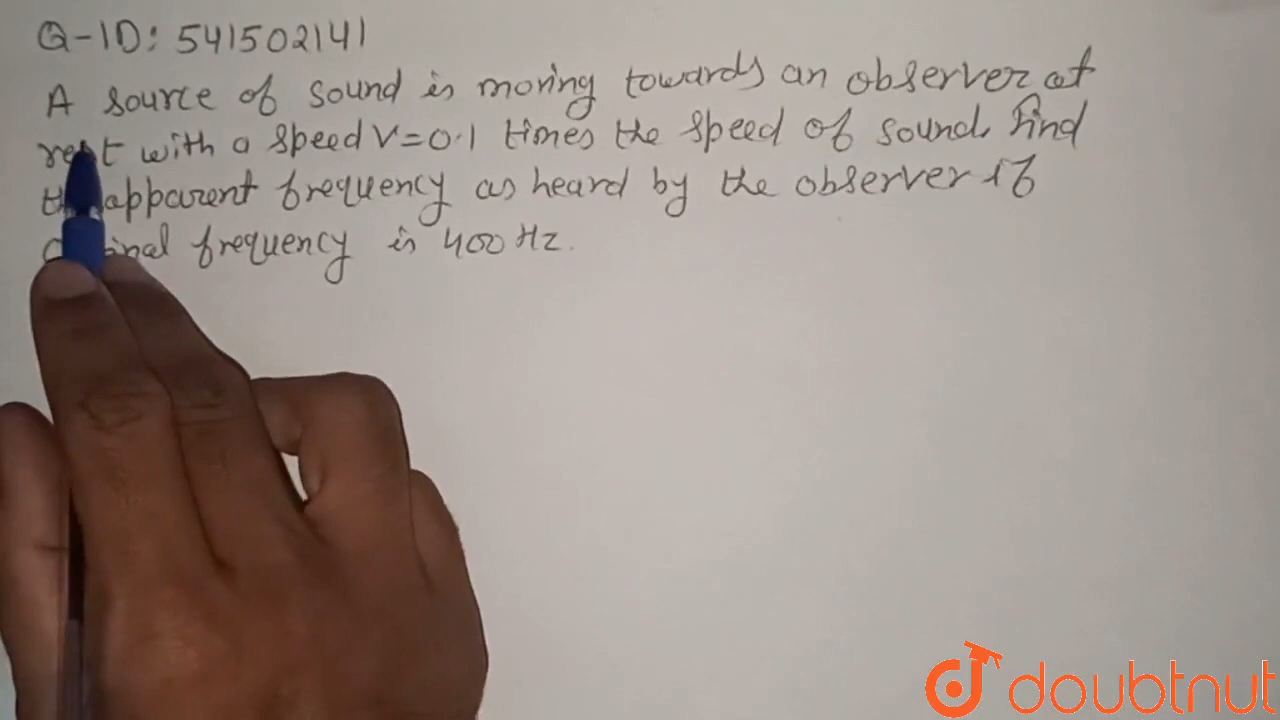 Q-ID: 541502141
A source of sound is moving towards an observer at
rest with a speed V=0.1 times the speed of sound. Find
apparent frequency as heard by the observer if
frequency is 400 Hz.
doubtnut